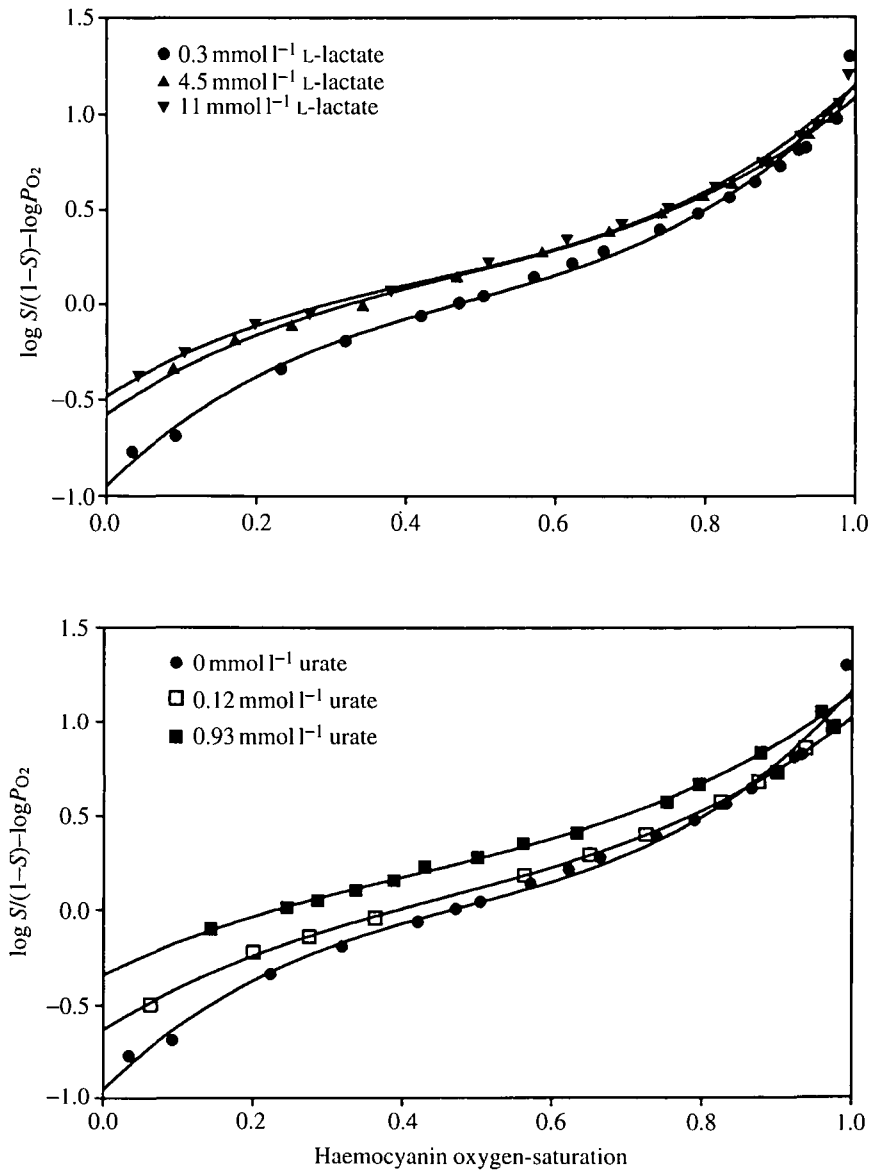 1.5
● 0.3 mmol l⁻¹ L-lactate
▲ 4.5 mmol l⁻¹ L-lactate
▼ 11 mmol l⁻¹ L-lactate
1.0
0.5
0.0
−0.5
−1.0
log S/(1−S)−logPO₂
0.0 0.2 0.4 0.6 0.8 1.0
1.5
● 0 mmol l⁻¹ urate
□ 0.12 mmol l⁻¹ urate
■ 0.93 mmol l⁻¹ urate
1.0
0.5
0.0
−0.5
−1.0
log S/(1−S)−logPO₂
0.0 0.2 0.4 0.6 0.8 1.0
Haemocyanin oxygen-saturation